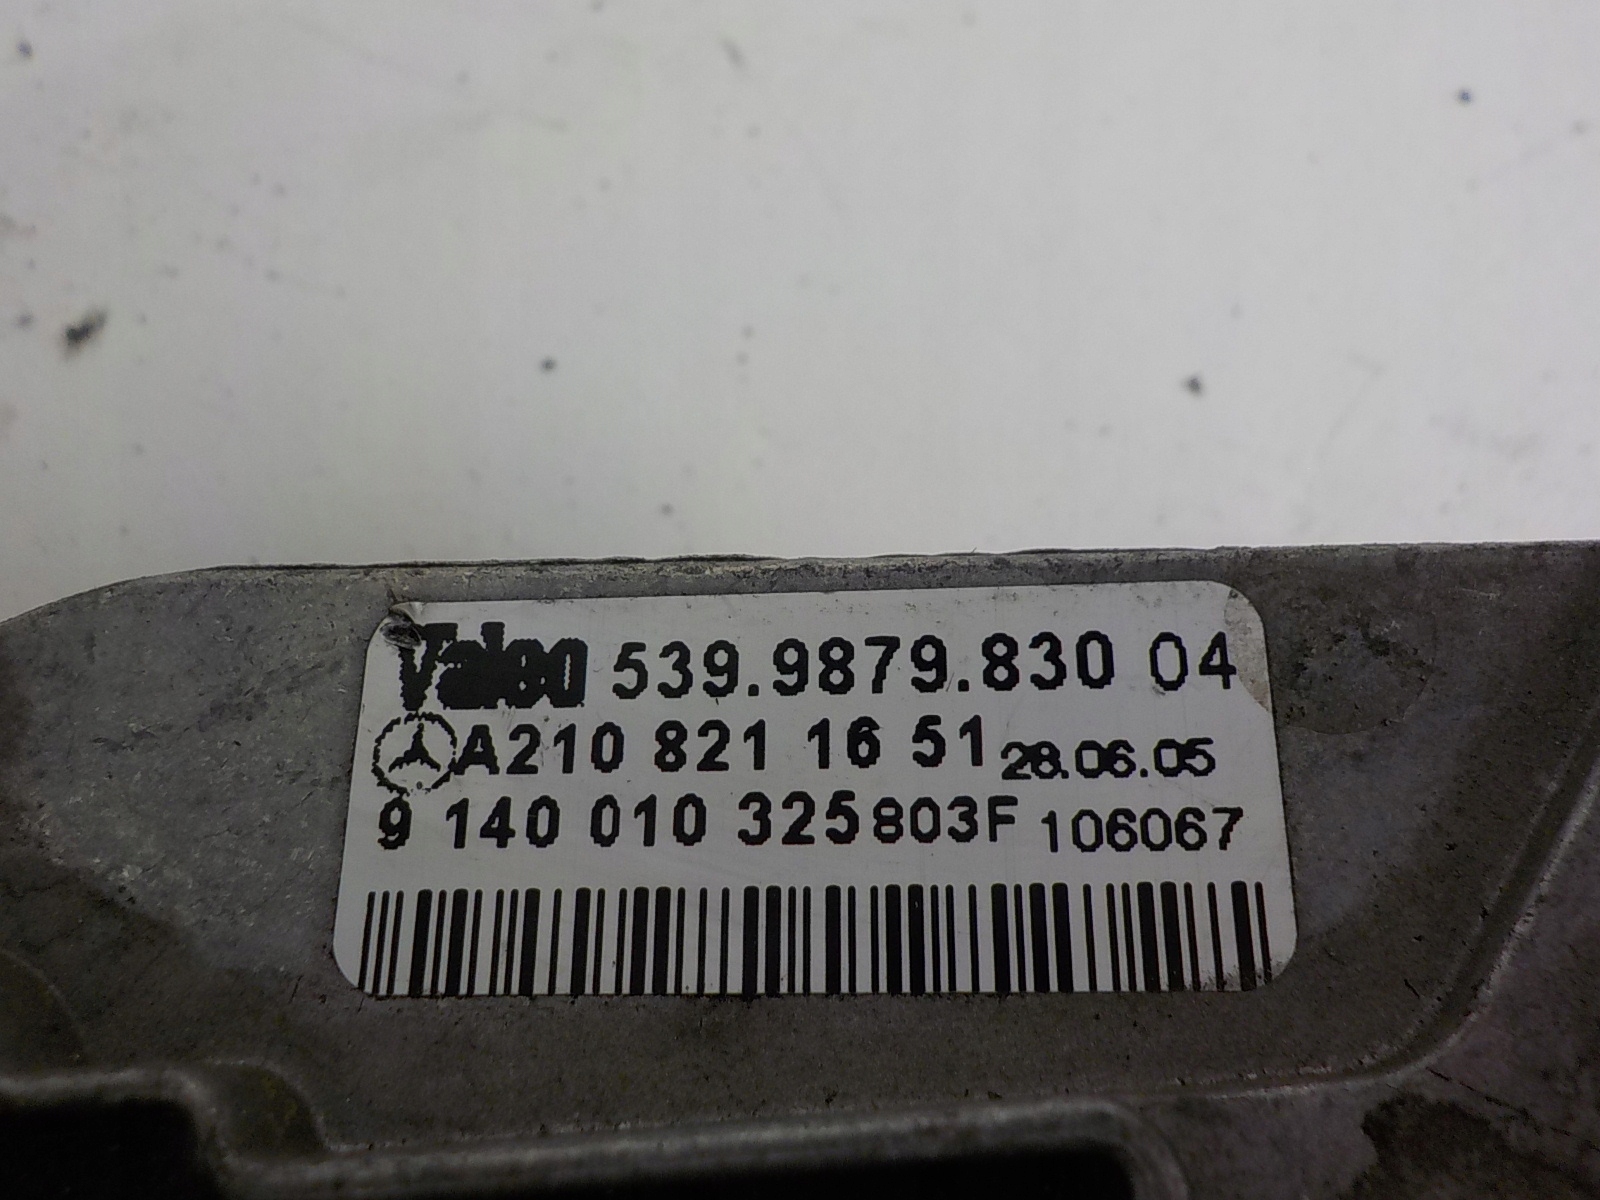 Valeo 539.9879.830 04
A210 821 16 51 28.06.05
9 140 010 325 803F 106067